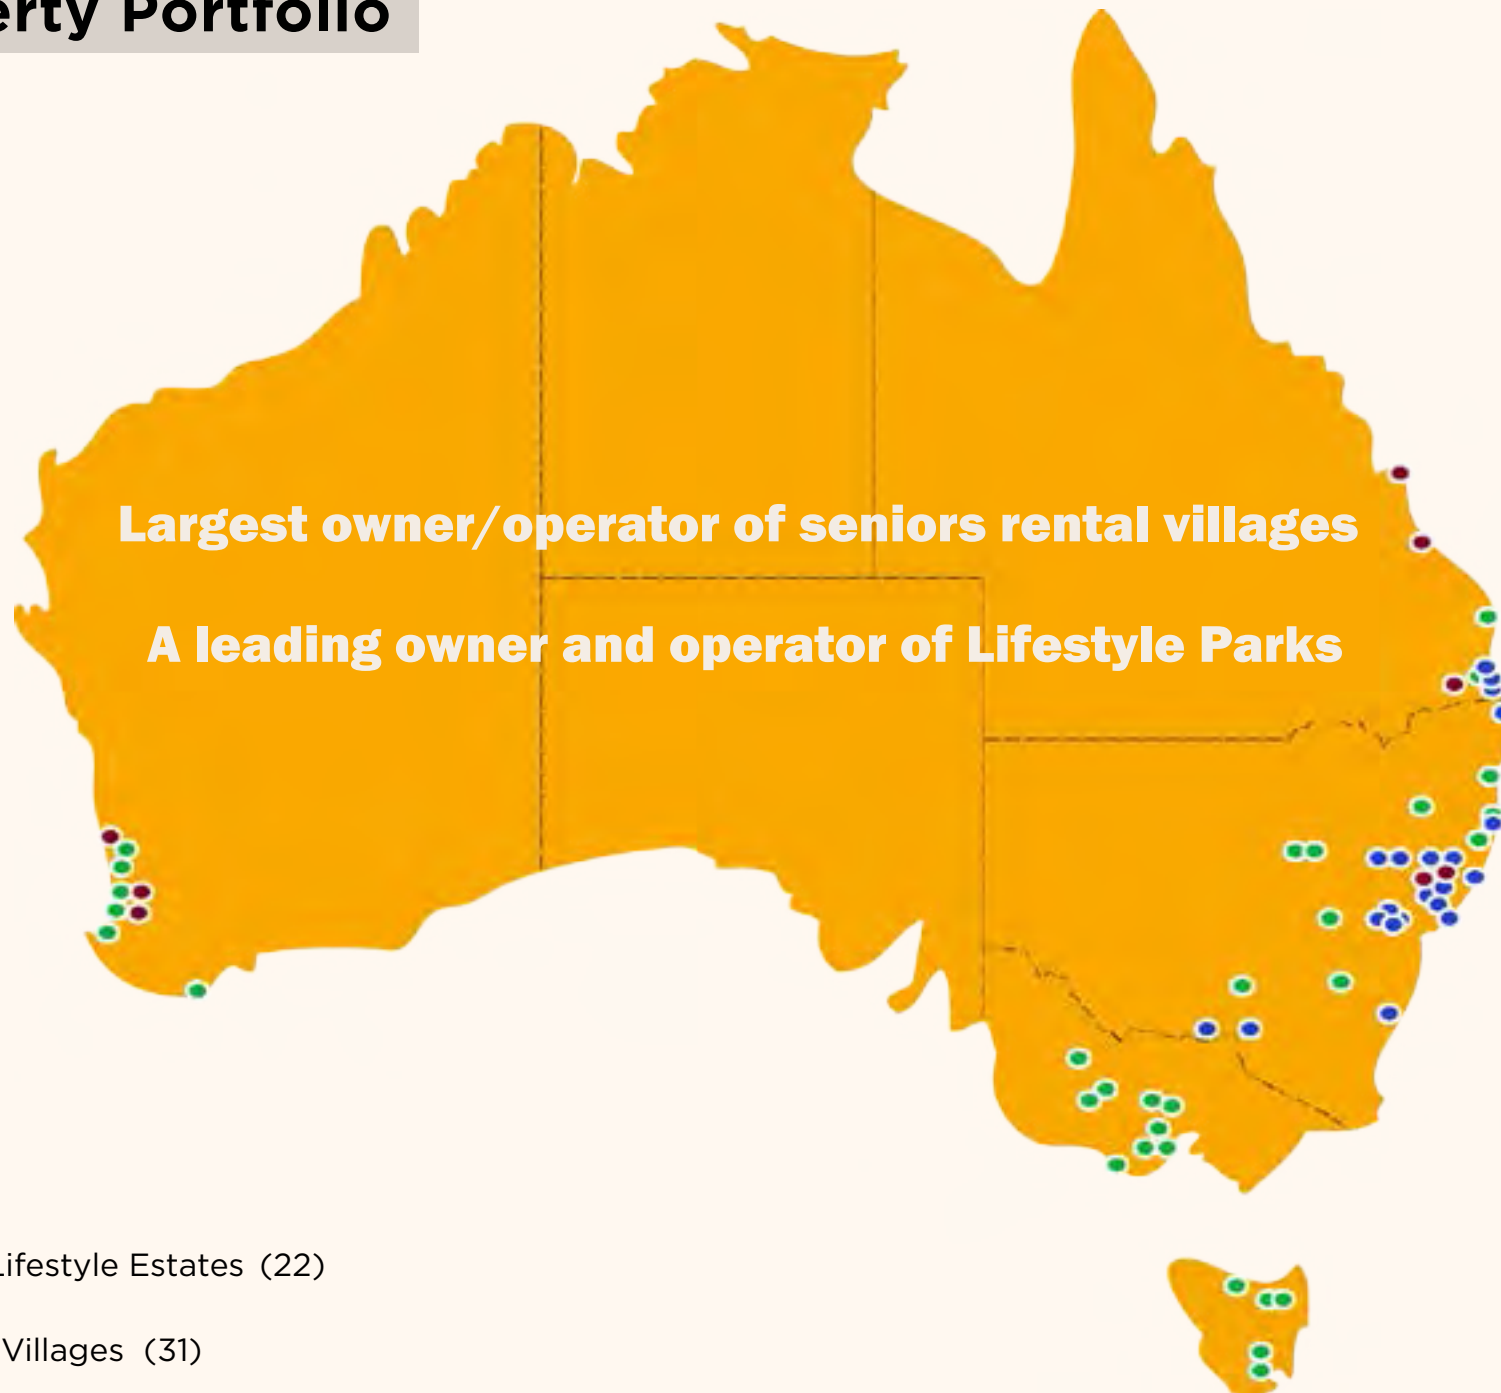 erty Portfolio
Largest owner/operator of seniors rental villages
A leading owner and operator of Lifestyle Parks
Lifestyle Estates (22)
Villages (31)